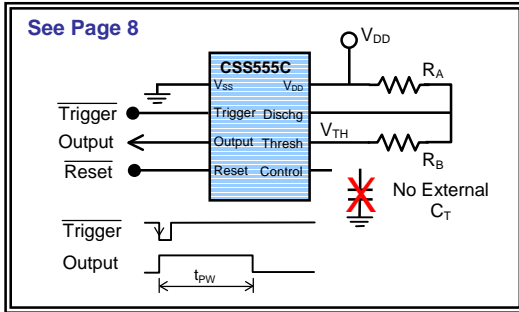 See Page 8
VDD
CSS555C
VSS VDD
RA
Trigger Trigger Dischg
Output Output Thresh VTH
RB
Reset Reset Control
No External
CT
Trigger
Output
tPW